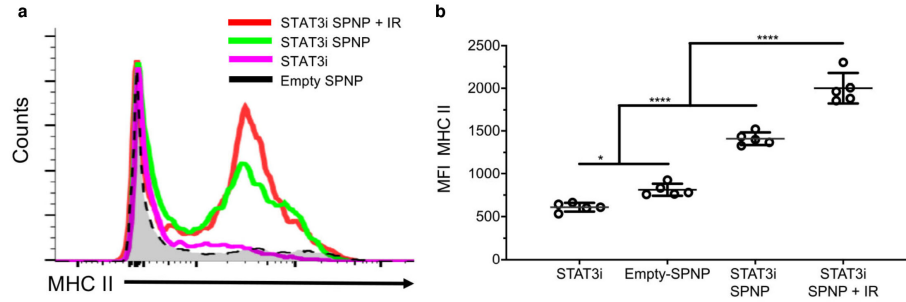 a
STAT3i SPNP + IR
STAT3i SPNP
STAT3i
Empty SPNP
Counts
MHC II
b
****
****
*
MFI MHC II
2500
2000
1500
1000
500
0
STAT3i
Empty-SPNP
STAT3i
SPNP
STAT3i
SPNP + IR